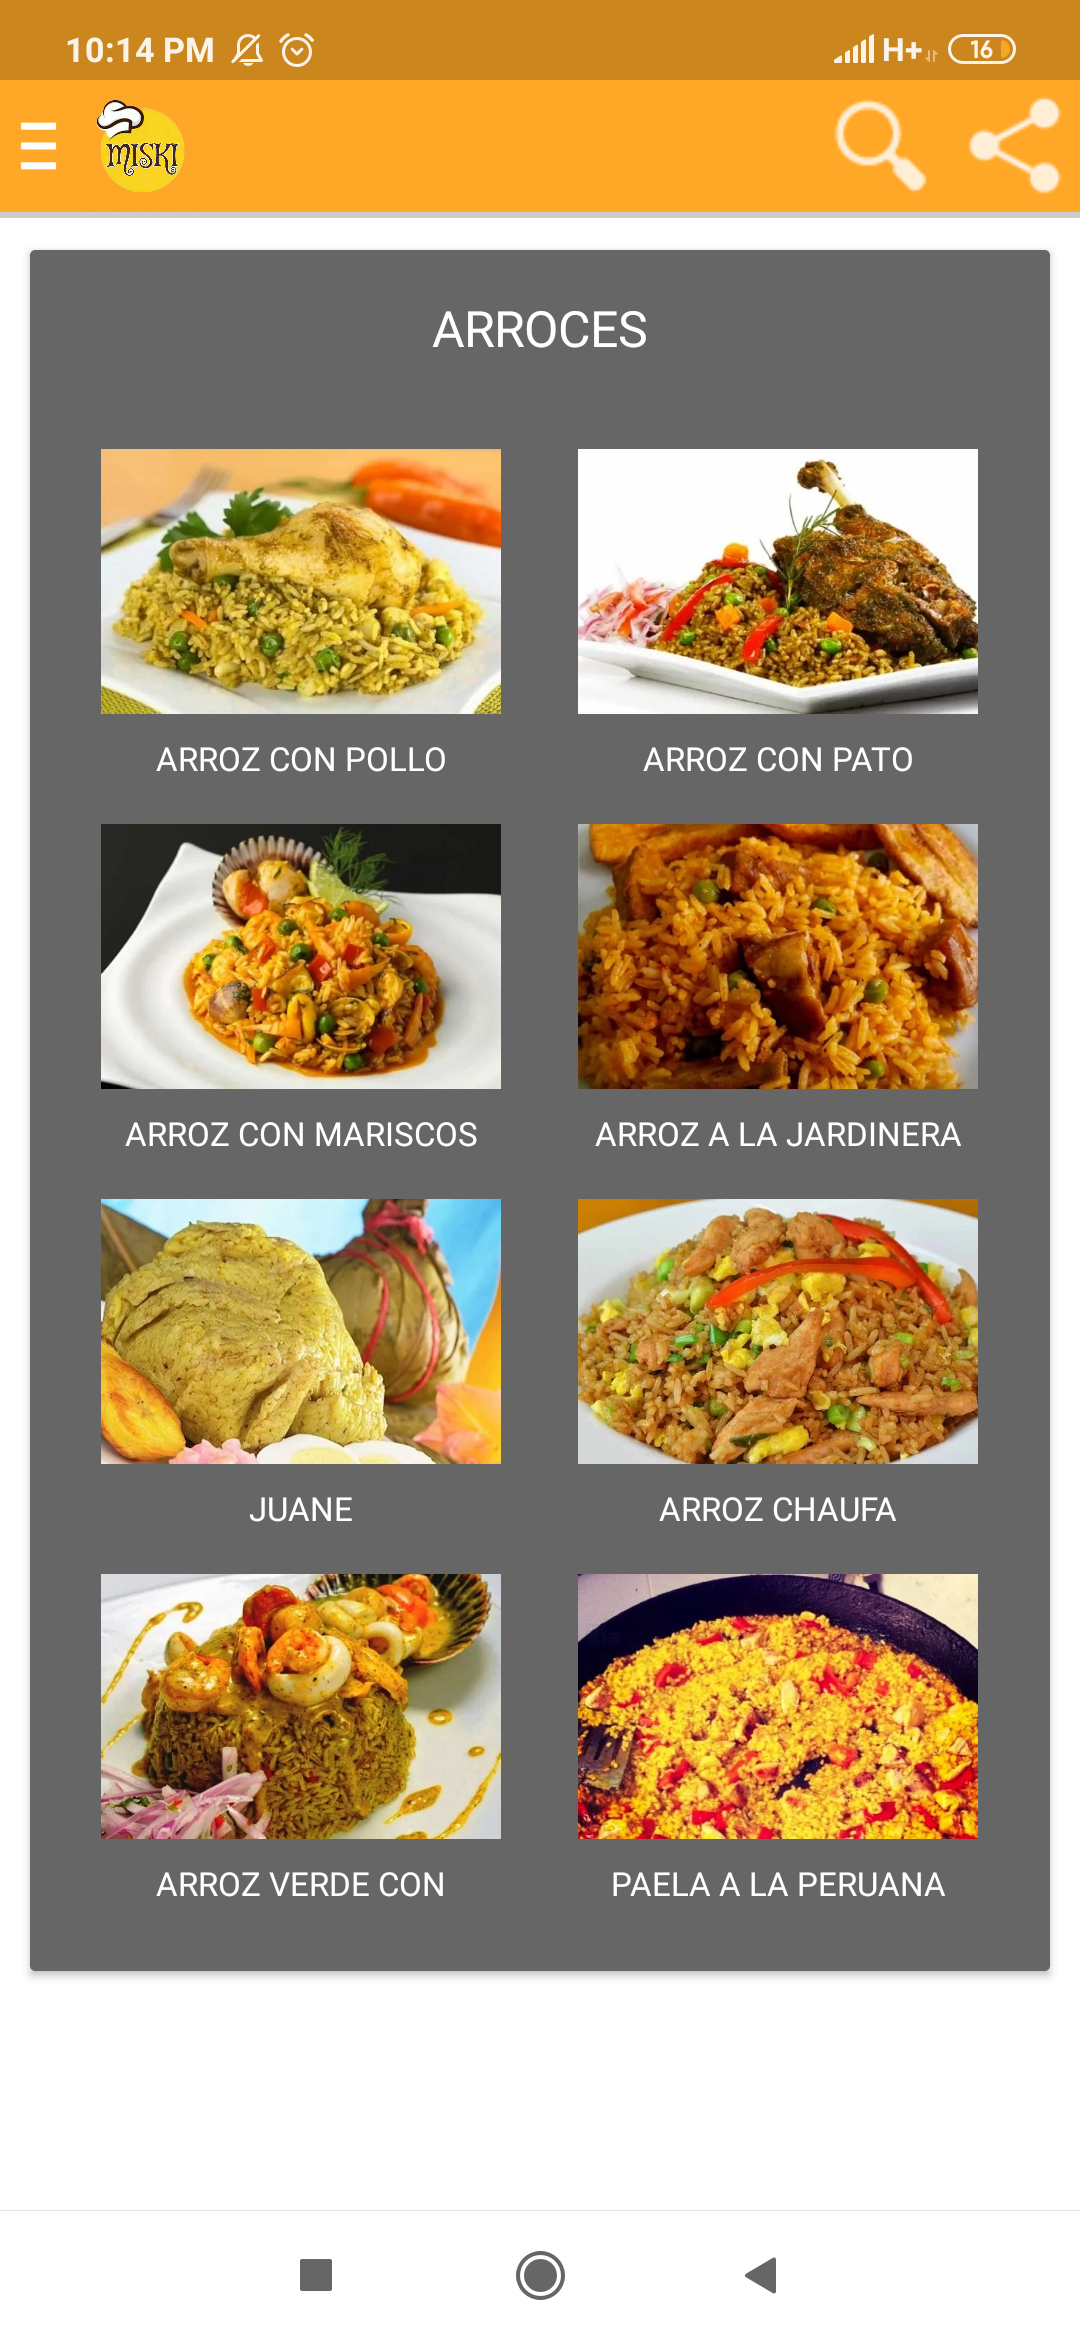 10:14 PM H+ 16
MISKI
ARROCES
ARROZ CON POLLO
ARROZ CON PATO
ARROZ CON MARISCOS
ARROZ A LA JARDINERA
JUANE
ARROZ CHAUFA
ARROZ VERDE CON
PAELA A LA PERUANA